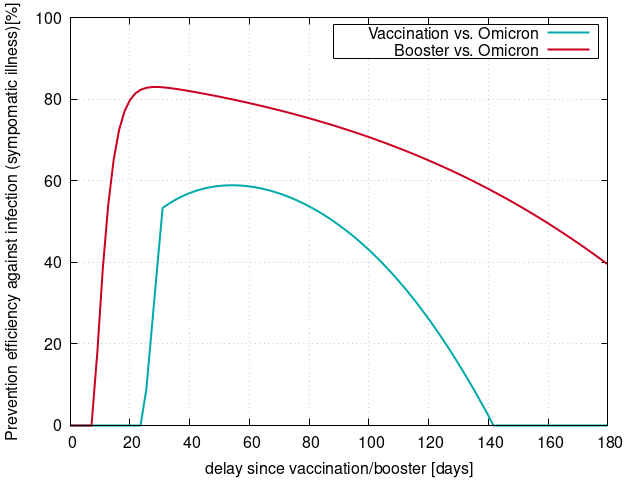 Prevention efficiency against infection (sympomatic illness)[%]
100
80
60
40
20
0
Vaccination vs. Omicron
Booster vs. Omicron
0 20 40 60 80 100 120 140 160 180
delay since vaccination/booster [days]